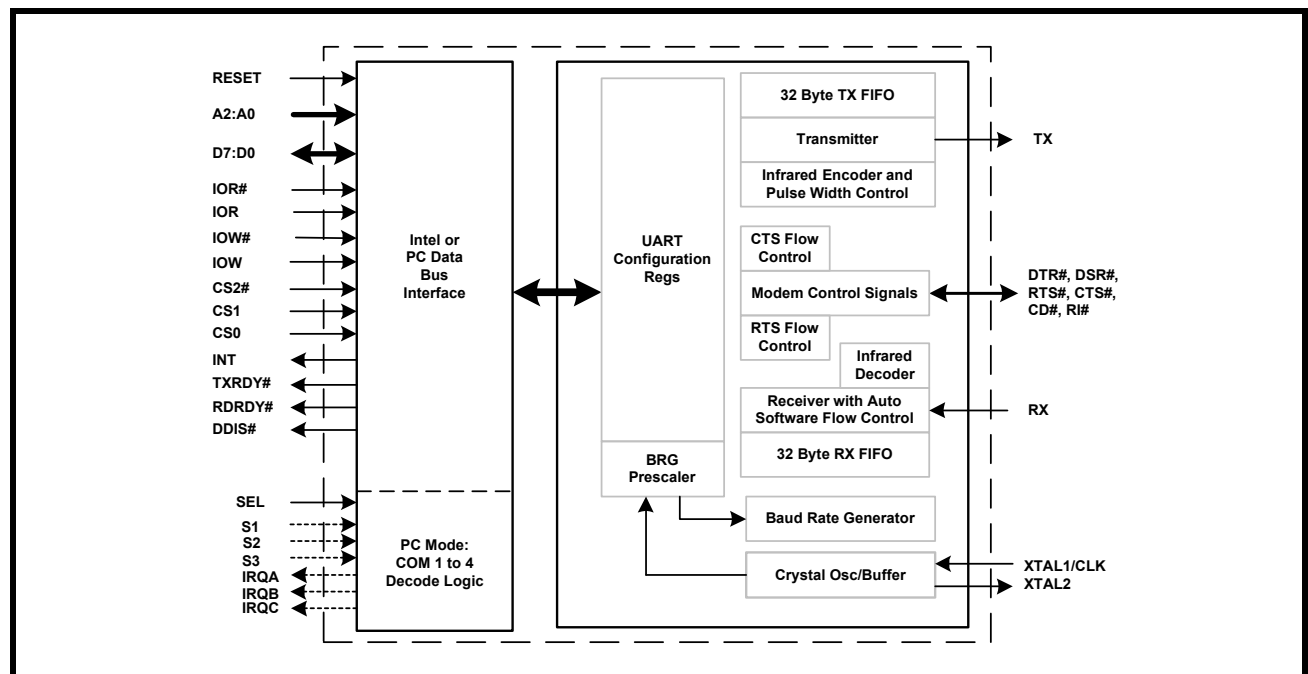 RESET
A2:A0
D7:D0
IOR#
IOR
IOW#
IOW
CS2#
CS1
CS0
INT
TXRDY#
RDRDY#
DDIS#
SEL
S1
S2
S3
IRQA
IRQB
IRQC
Intel or
PC Data
Bus
Interface
PC Mode:
COM 1 to 4
Decode Logic
UART
Configuration
Regs
BRG
Prescaler
32 Byte TX FIFO
Transmitter
Infrared Encoder and
Pulse Width Control
CTS Flow
Control
Modem Control Signals
RTS Flow
Control
Infrared
Decoder
Receiver with Auto
Software Flow Control
32 Byte RX FIFO
Baud Rate Generator
Crystal Osc/Buffer
TX
DTR#, DSR#,
RTS#, CTS#,
CD#, RI#
RX
XTAL1/CLK
XTAL2